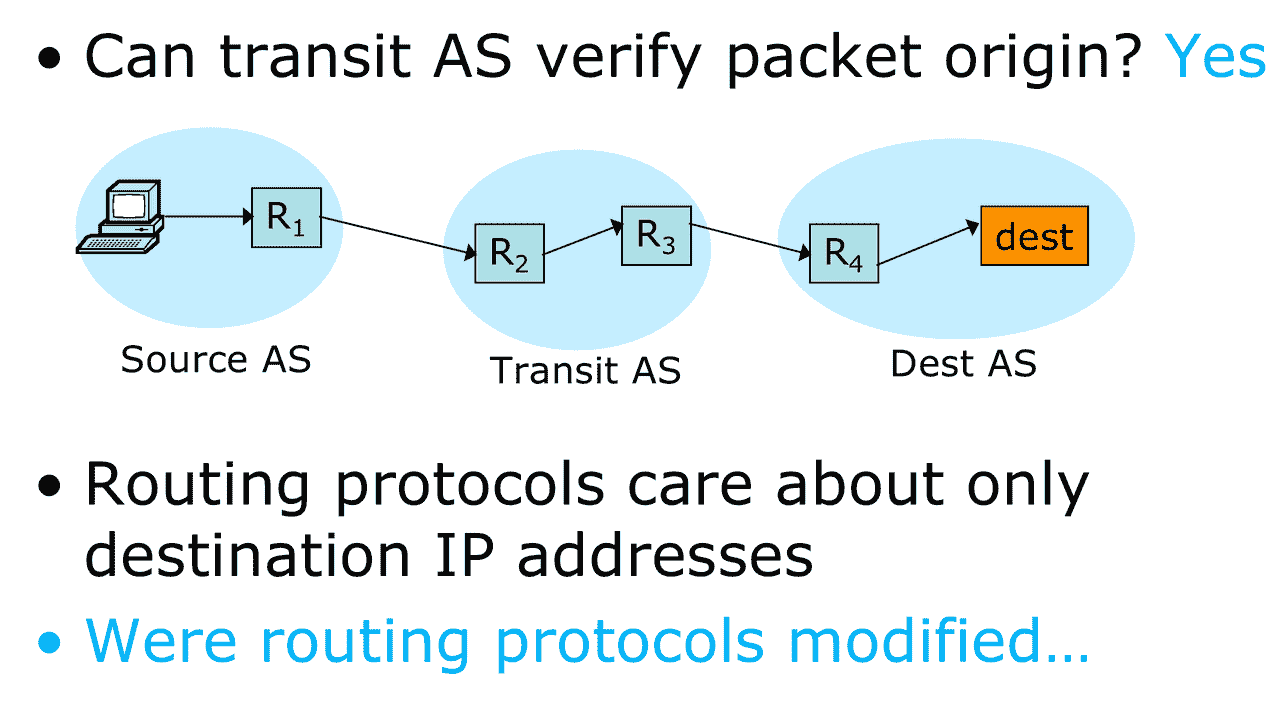 • Can transit AS verify packet origin? Yes
R1
R2
R3
R4
dest
Source AS
Transit AS
Dest AS
• Routing protocols care about only
destination IP addresses
• Were routing protocols modified…